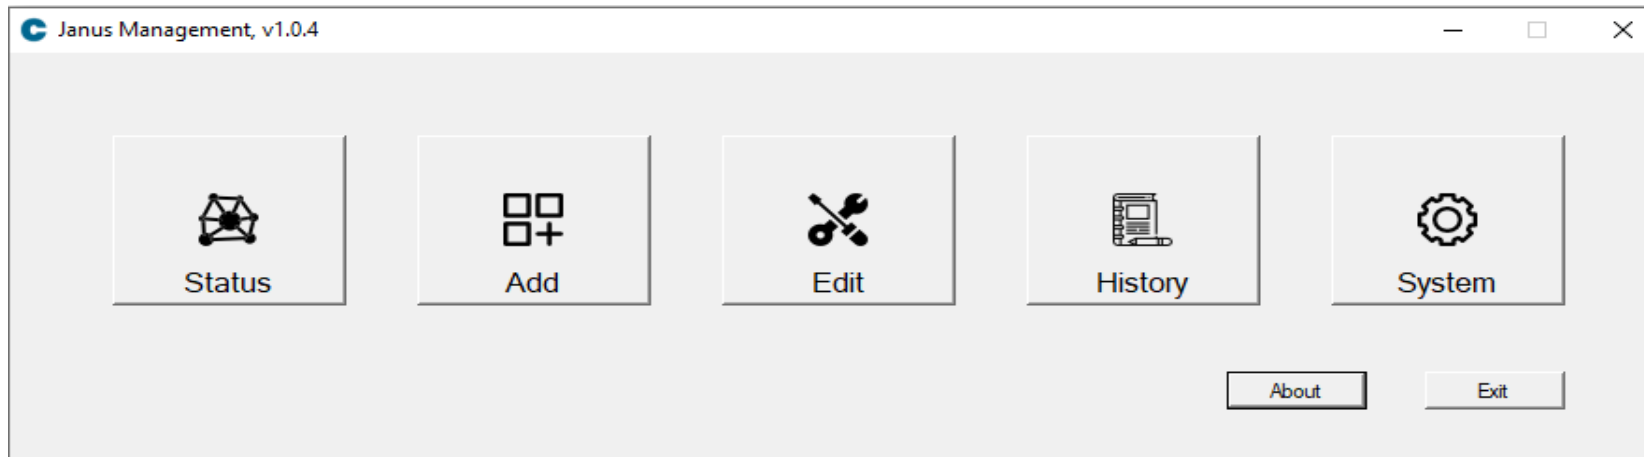 Janus Management, v1.0.4
Status
Add
Edit
History
System
About
Exit